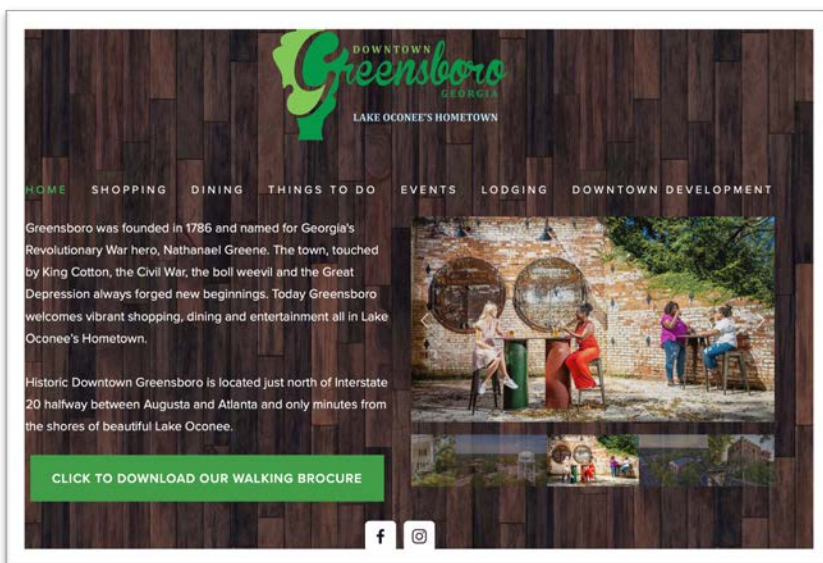 DOWNTOWN
Greensboro
GEORGIA
LAKE OCONEE'S HOMETOWN
HOME SHOPPING DINING THINGS TO DO EVENTS LODGING DOWNTOWN DEVELOPMENT
Greensboro was founded in 1786 and named for Georgia's
Revolutionary War hero, Nathanael Greene. The town, touched
by King Cotton, the Civil War, the boll weevil and the Great
Depression always forged new beginnings. Today Greensboro
welcomes vibrant shopping, dining and entertainment all in Lake
Oconee's Hometown.
Historic Downtown Greensboro is located just north of Interstate
20 halfway between Augusta and Atlanta and only minutes from
the shores of beautiful Lake Oconee.
CLICK TO DOWNLOAD OUR WALKING BROCURE